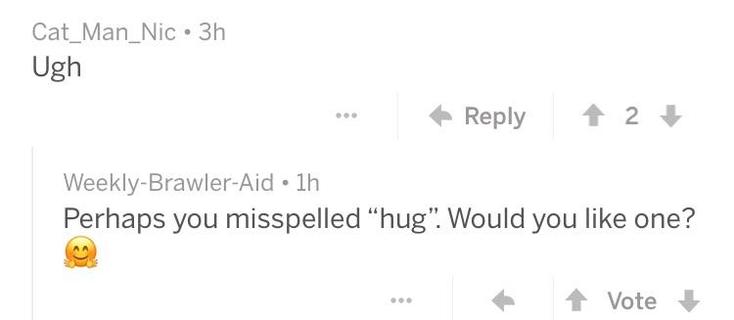 Cat_Man_Nic • 3h
Ugh
••• Reply 2
Weekly-Brawler-Aid • 1h
Perhaps you misspelled “hug”. Would you like one?
🤗
••• Vote